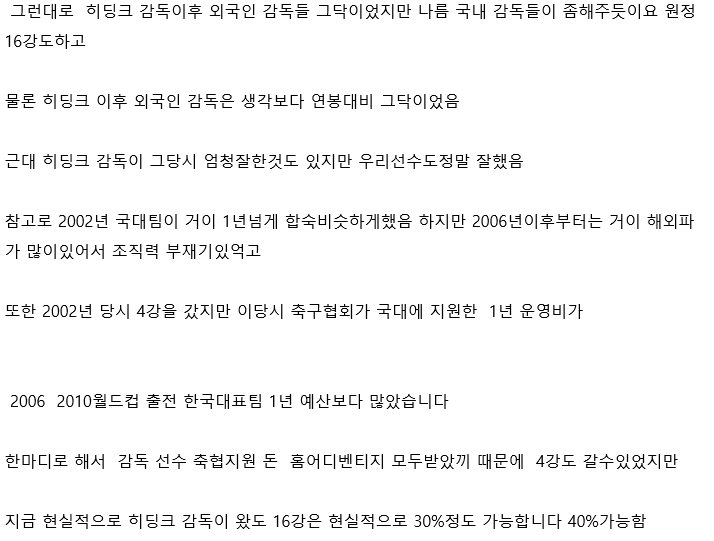 그런대로 히딩크 감독이후 외국인 감독들 그닥이었지만 나름 국내 감독들이 좀해주듯이요 원정
16강도하고
물론 히딩크 이후 외국인 감독은 생각보다 연봉대비 그닥이었음
근대 히딩크 감독이 그당시 엄청잘한것도 있지만 우리선수도정말 잘했음
참고로 2002년 국대팀이 거이 1년넘게 합숙비슷하게했음 하지만 2006년이후부터는 거이 해외파
가 많이있어서 조직력 부재기있억고
또한 2002년 당시 4강을 갔지만 이당시 축구협회가 국대에 지원한 1년 운영비가
2006 2010월드컵 출전 한국대표팀 1년 예산보다 많았습니다
한마디로 해서 감독 선수 축협지원 돈 홈어디벤티지 모두받았끼 때문에 4강도 갈수있었지만
지금 현실적으로 히딩크 감독이 왔도 16강은 현실적으로 30%정도 가능합니다 40%가능함